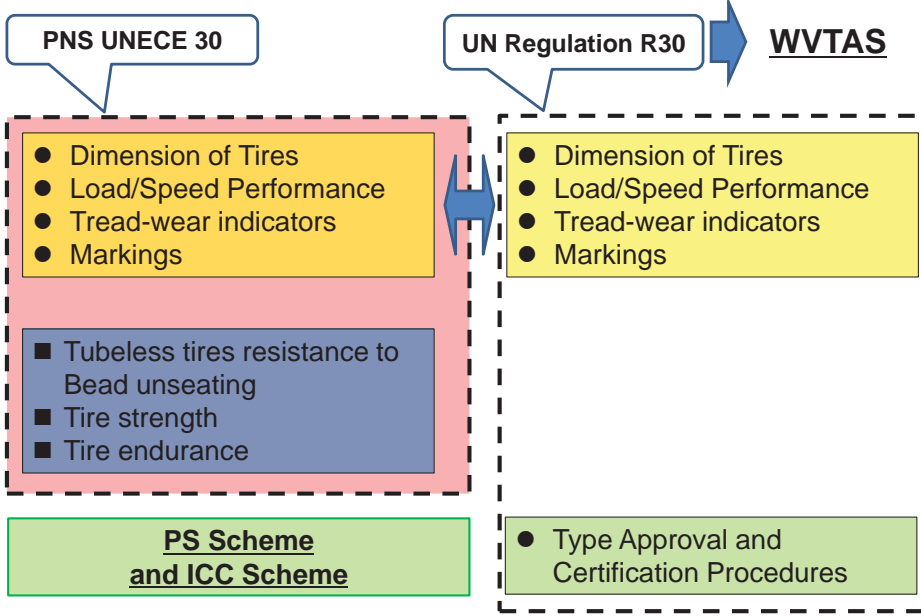 PNS UNECE 30
UN Regulation R30
WVTAS
● Dimension of Tires
● Load/Speed Performance
● Tread-wear indicators
● Markings
■ Tubeless tires resistance to
Bead unseating
■ Tire strength
■ Tire endurance
PS Scheme
and ICC Scheme
● Dimension of Tires
● Load/Speed Performance
● Tread-wear indicators
● Markings
● Type Approval and
Certification Procedures